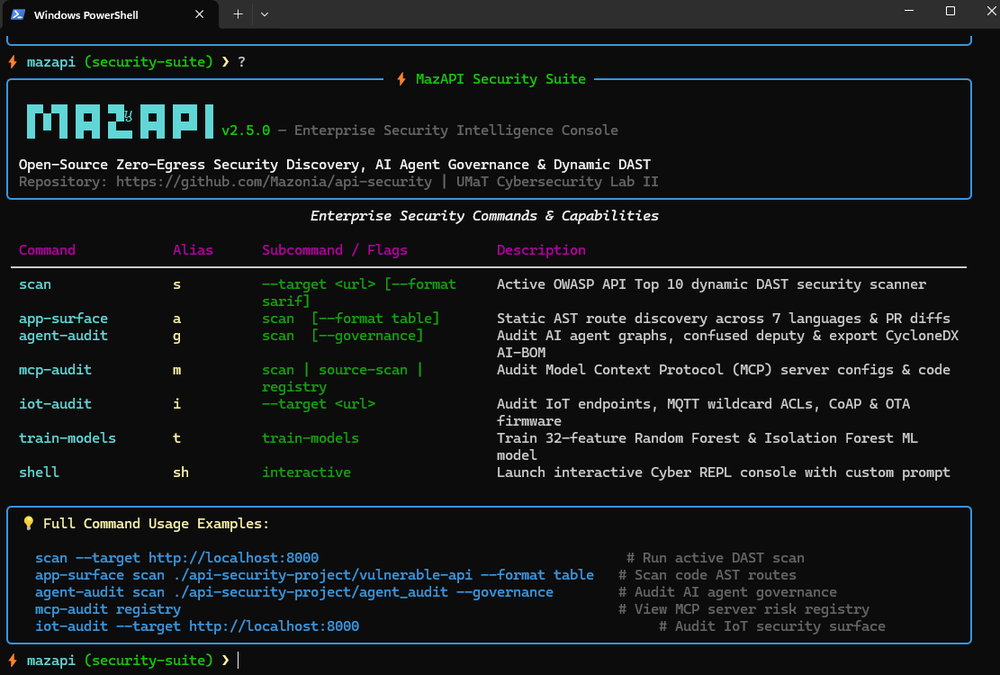 Windows PowerShell
mazapi (security-suite) ❯ ?
⚡ MazAPI Security Suite
MAZAPI v2.5.0 — Enterprise Security Intelligence Console
Open-Source Zero-Egress Security Discovery, AI Agent Governance & Dynamic DAST
Repository: https://github.com/Mazonia/api-security | UMaT Cybersecurity Lab II
Enterprise Security Commands & Capabilities
Command Alias Subcommand / Flags Description
scan s --target <url> [--format Active OWASP API Top 10 dynamic DAST security scanner
sarif]
app-surface a scan [--format table] Static AST route discovery across 7 languages & PR diffs
agent-audit g scan [--governance] Audit AI agent graphs, confused deputy & export CycloneDX
AI-BOM
mcp-audit m scan | source-scan | Audit Model Context Protocol (MCP) server configs & code
registry
iot-audit i --target <url> Audit IoT endpoints, MQTT wildcard ACLs, CoAP & OTA
firmware
train-models t train-models Train 32-feature Random Forest & Isolation Forest ML
model
shell sh interactive Launch interactive Cyber REPL console with custom prompt
💡 Full Command Usage Examples:
scan --target http://localhost:8000 # Run active DAST scan
app-surface scan ./api-security-project/vulnerable-api --format table # Scan code AST routes
agent-audit scan ./api-security-project/agent_audit --governance # Audit AI agent governance
mcp-audit registry # View MCP server risk registry
iot-audit --target http://localhost:8000 # Audit IoT security surface
⚡ mazapi (security-suite) ❯